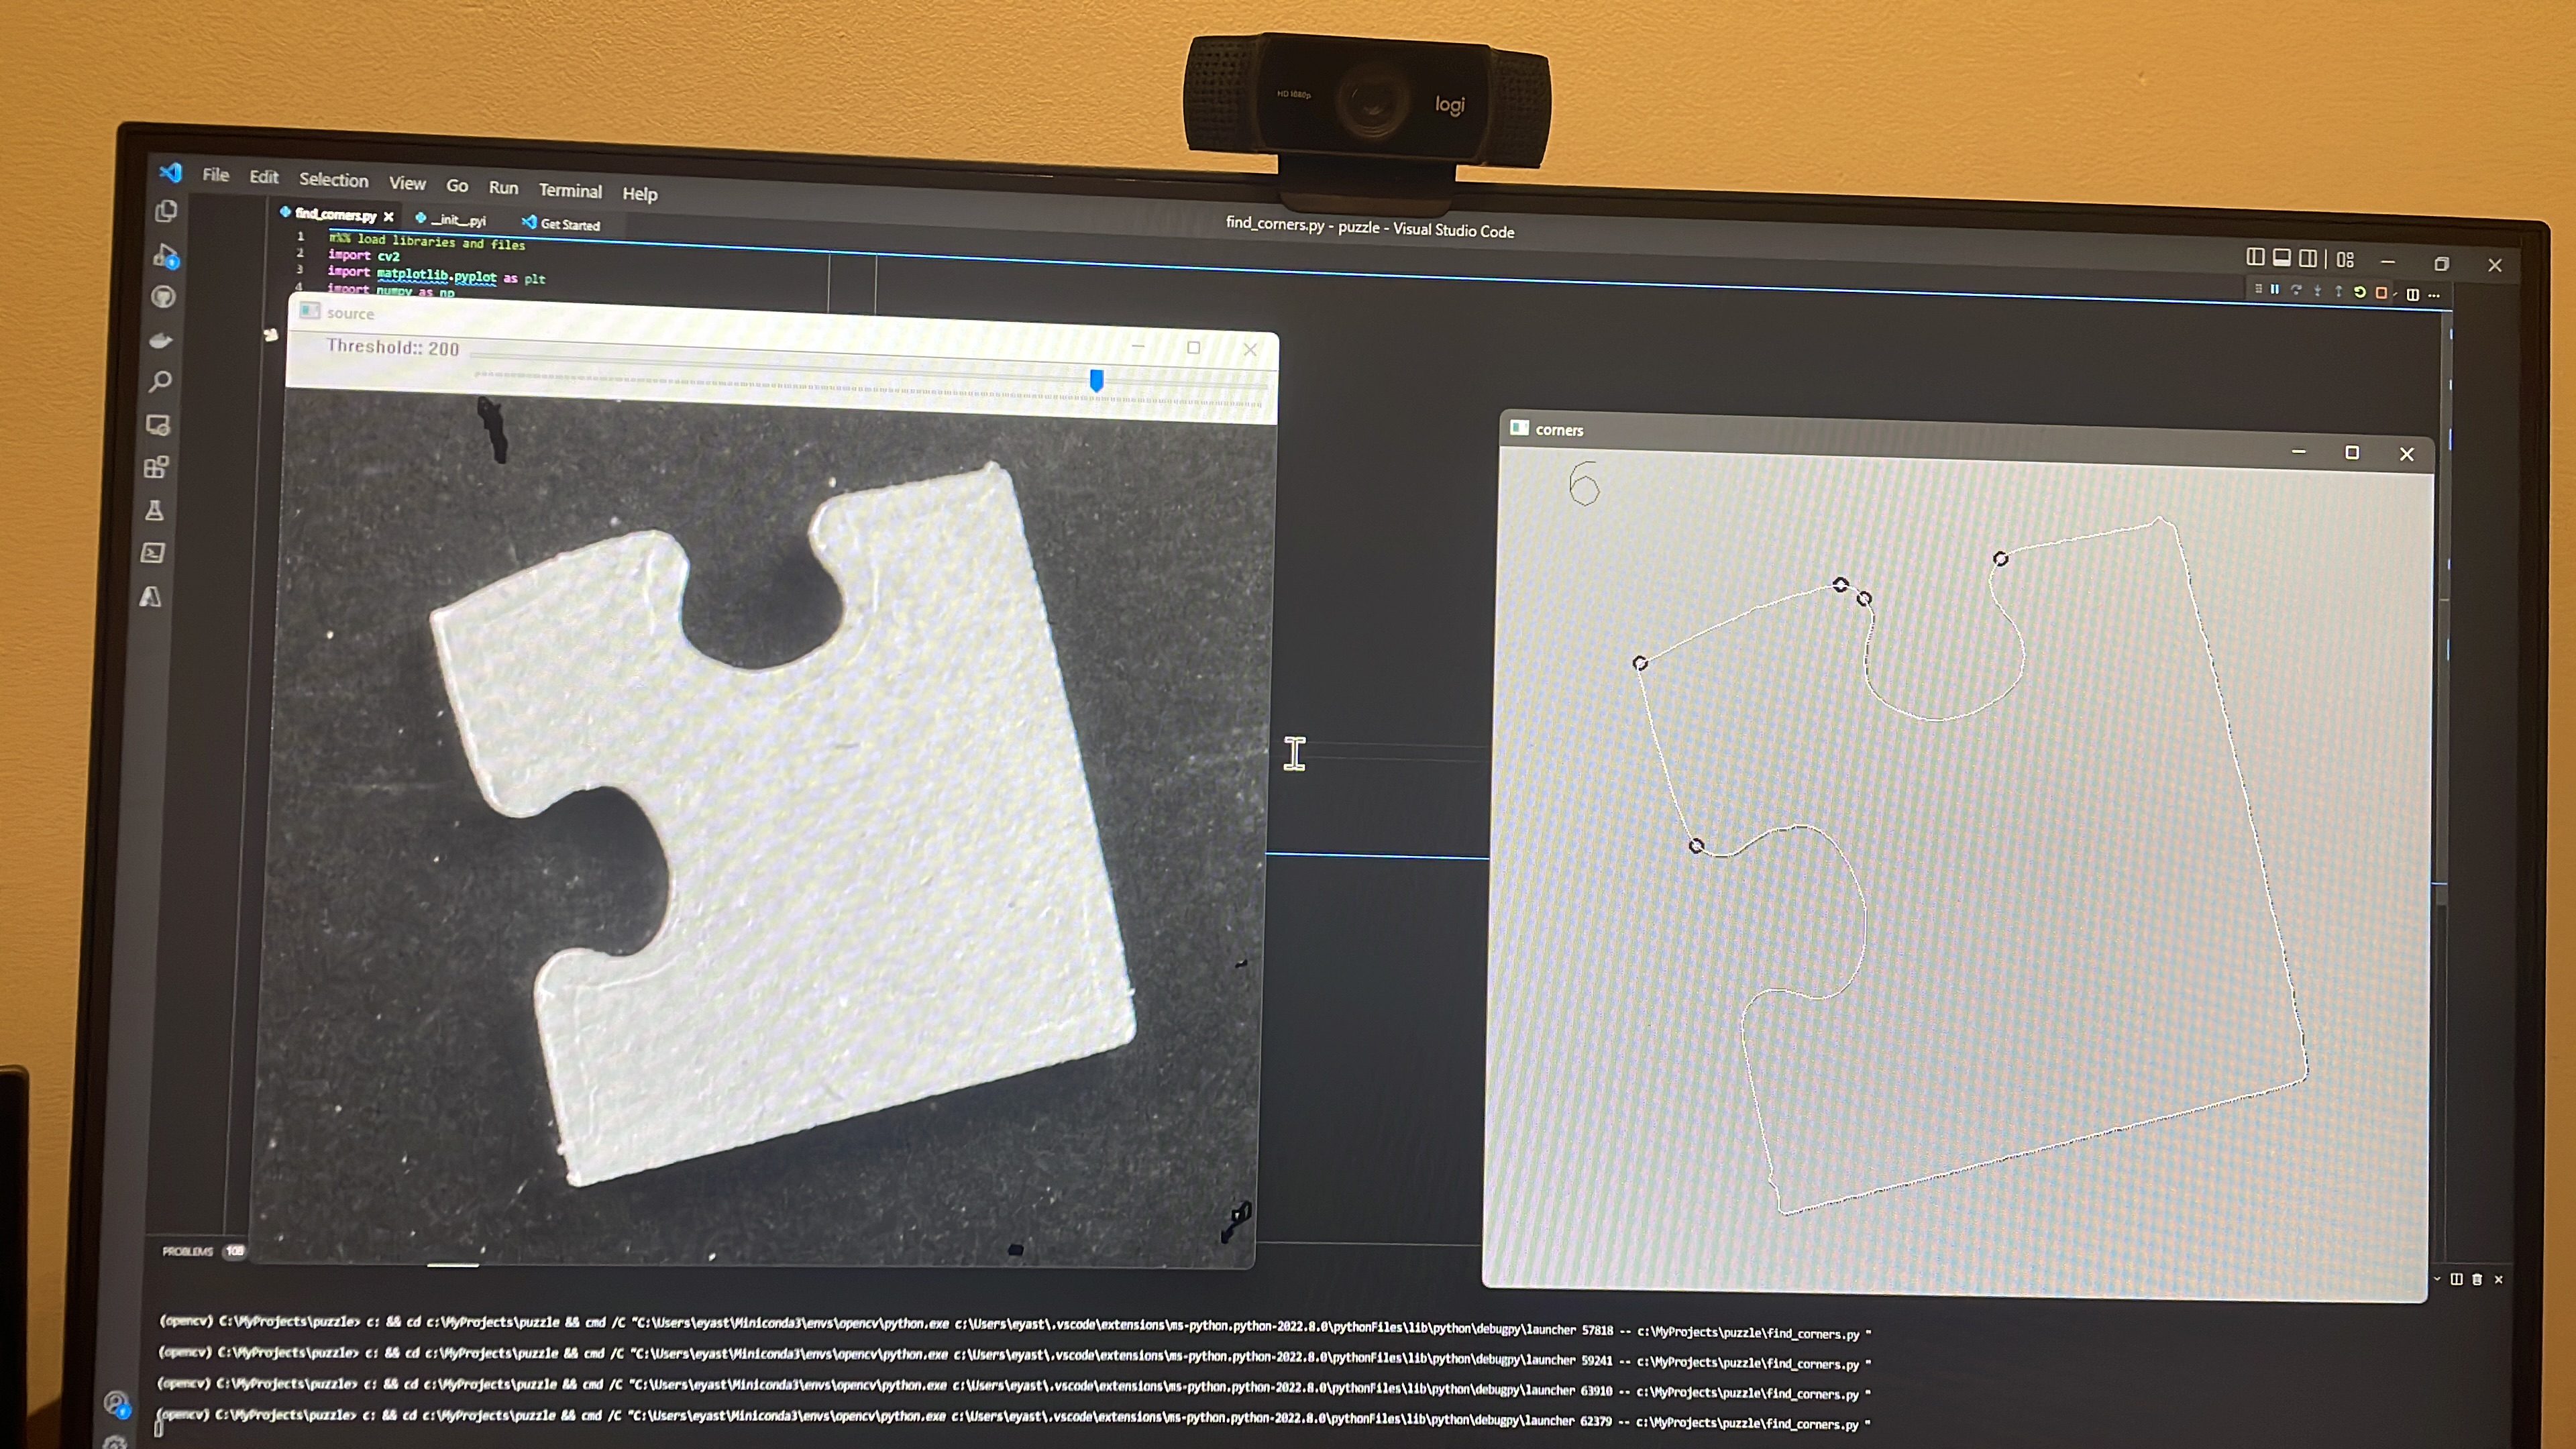 HD 1080p
logi
File Edit Selection View Go Run Terminal Help
find_corners.py - puzzle - Visual Studio Code
find_corners.py __init__.pyi Get Started
1 #%% load libraries and files
2 import cv2
3 import matplotlib.pyplot as plt
4 import numpy as np
source
Threshold:: 200
corners
6
PROBLEMS 108
(opencv) C:\MyProjects\puzzle> c: && cd c:\MyProjects\puzzle && cmd /C "C:\Users\eyast\Miniconda3\envs\opencv\python.exe c:\Users\eyast\.vscode\extensions\ms-python.python-2022.8.0\pythonFiles\lib\python\debugpy\launcher 57818 -- c:\MyProjects\puzzle\find_corners.py "
(opencv) C:\MyProjects\puzzle> c: && cd c:\MyProjects\puzzle && cmd /C "C:\Users\eyast\Miniconda3\envs\opencv\python.exe c:\Users\eyast\.vscode\extensions\ms-python.python-2022.8.0\pythonFiles\lib\python\debugpy\launcher 59241 -- c:\MyProjects\puzzle\find_corners.py "
(opencv) C:\MyProjects\puzzle> c: && cd c:\MyProjects\puzzle && cmd /C "C:\Users\eyast\Miniconda3\envs\opencv\python.exe c:\Users\eyast\.vscode\extensions\ms-python.python-2022.8.0\pythonFiles\lib\python\debugpy\launcher 63910 -- c:\MyProjects\puzzle\find_corners.py "
(opencv) C:\MyProjects\puzzle> c: && cd c:\MyProjects\puzzle && cmd /C "C:\Users\eyast\Miniconda3\envs\opencv\python.exe c:\Users\eyast\.vscode\extensions\ms-python.python-2022.8.0\pythonFiles\lib\python\debugpy\launcher 62379 -- c:\MyProjects\puzzle\find_corners.py "